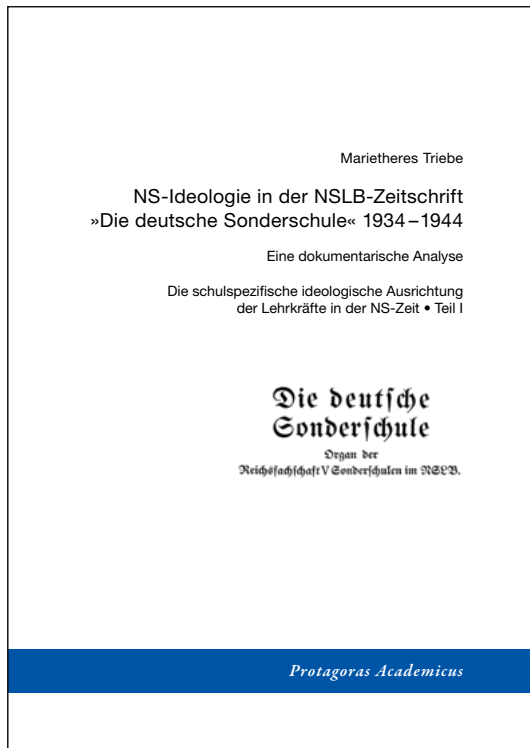 Marietheres Triebe
NS-Ideologie in der NSLB-Zeitschrift
»Die deutsche Sonderschule« 1934–1944
Eine dokumentarische Analyse
Die schulspezifische ideologische Ausrichtung
der Lehrkräfte in der NS-Zeit • Teil I
Die deutſche
Sonderſchule
Organ der
Reichsfachſchaft V Sonderſchulen im NSLB.
Protagoras Academicus